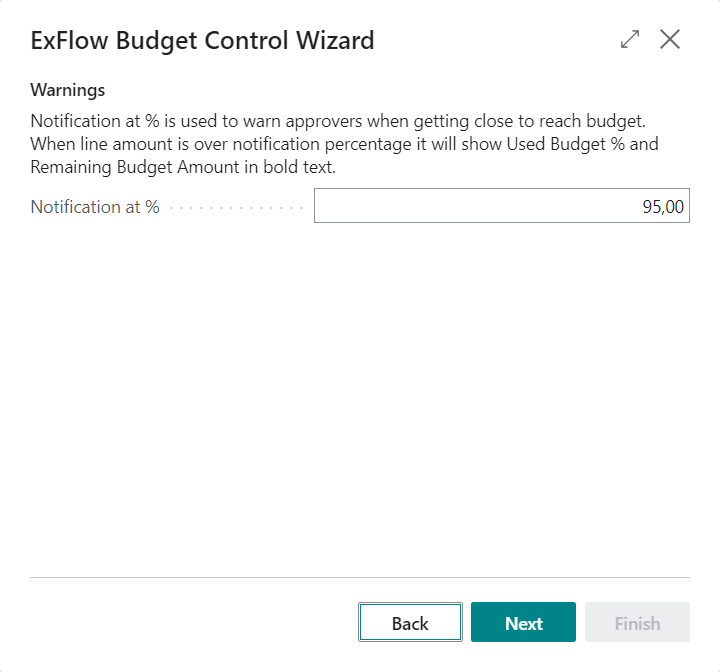 ExFlow Budget Control Wizard
Warnings
Notification at % is used to warn approvers when getting close to reach budget.
When line amount is over notification percentage it will show Used Budget % and
Remaining Budget Amount in bold text.
Notification at % 95,00
Back Next Finish